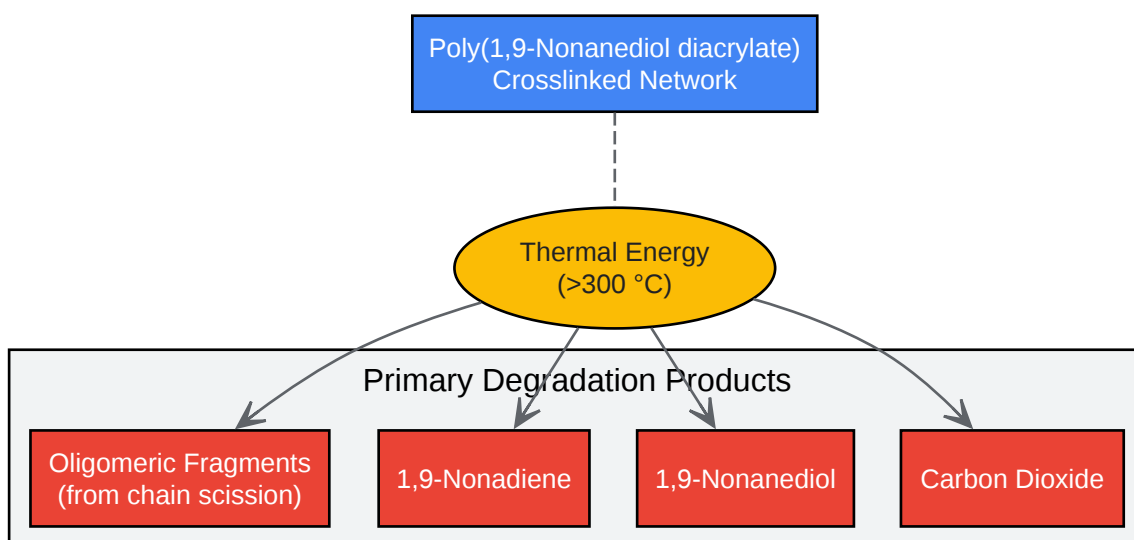 Poly(1,9-Nonanediol diacrylate)
Crosslinked Network
Thermal Energy
(>300 °C)
Primary Degradation Products
Oligomeric Fragments
(from chain scission)
1,9-Nonadiene
1,9-Nonanediol
Carbon Dioxide